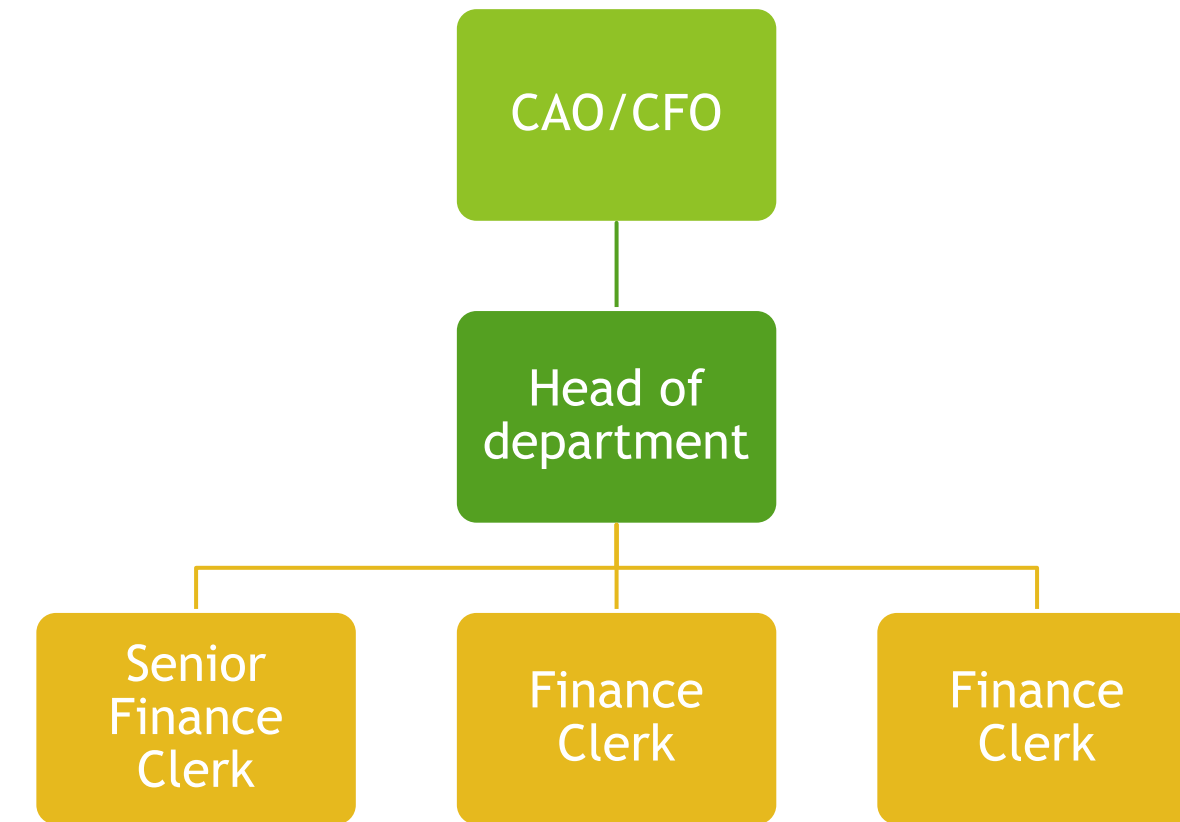 CAO/CFO
Head of
department
Senior
Finance
Clerk
Finance
Clerk
Finance
Clerk